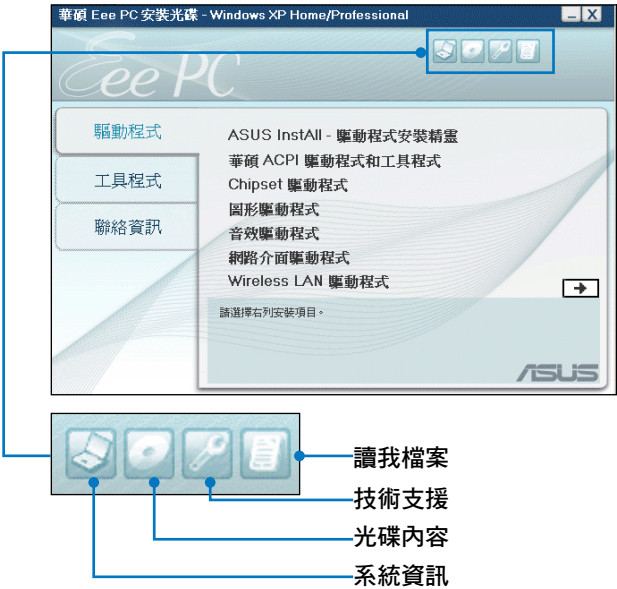 華碩 Eee PC 安裝光碟 - Windows XP Home/Professional
Eee PC
驅動程式
工具程式
聯絡資訊
ASUS InstAll - 驅動程式安裝精靈
華碩 ACPI 驅動程式和工具程式
Chipset 驅動程式
圖形驅動程式
音效驅動程式
網路介面驅動程式
Wireless LAN 驅動程式
請選擇右列安裝項目。
ASUS
讀我檔案
技術支援
光碟內容
系統資訊